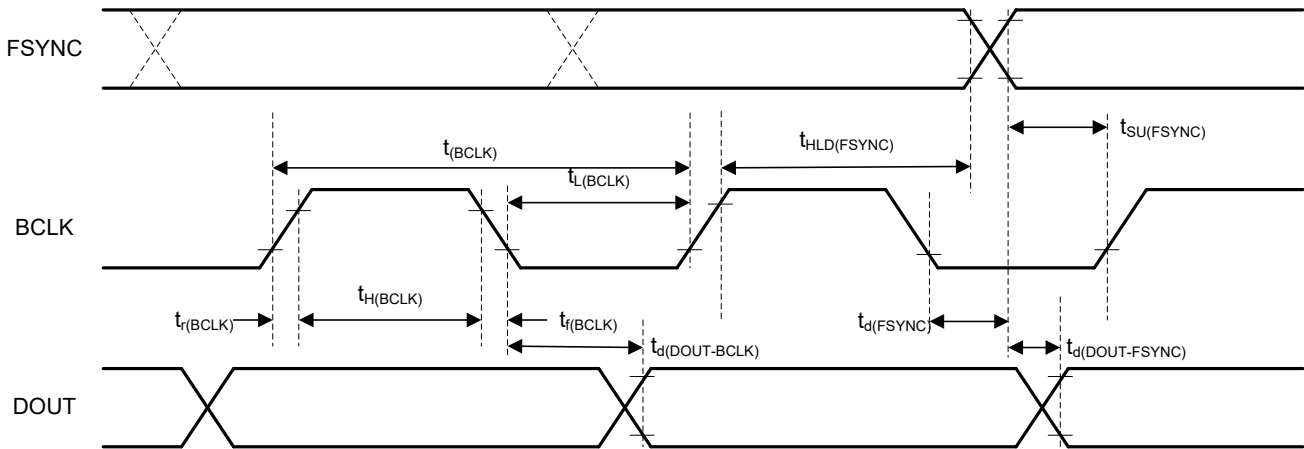 FSYNC
t(BCLK)
tHLD(FSYNC)
tSU(FSYNC)
tL(BCLK)
BCLK
tr(BCLK)
tH(BCLK)
tf(BCLK)
td(FSYNC)
td(DOUT-BCLK)
td(DOUT-FSYNC)
DOUT